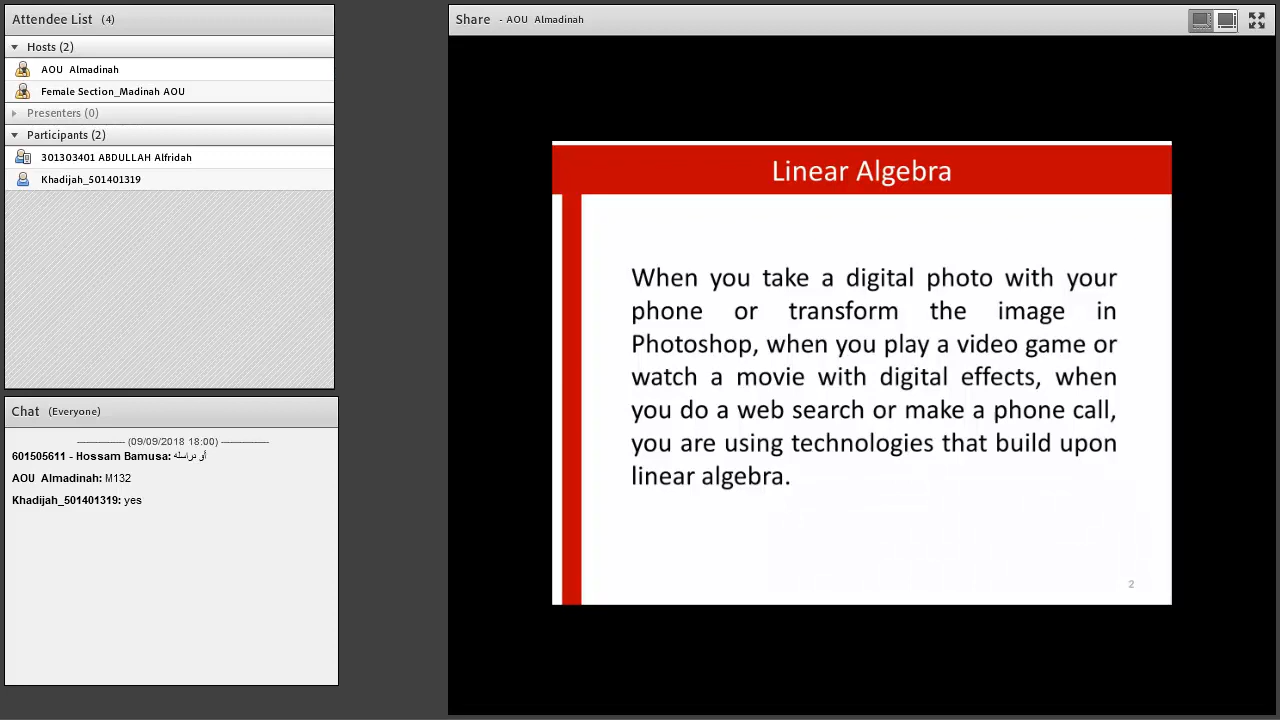 Attendee List (4)
Hosts (2)
AOU Almadinah
Female Section_Madinah AOU
Presenters (0)
Participants (2)
301303401 ABDULLAH Alfridah
Khadijah_501401319
Chat (Everyone)
(09/09/2018 18:00)
601505611 - Hossam Bamusa: أو دراسله
AOU Almadinah: M132
Khadijah_501401319: yes
Share - AOU Almadinah
Linear Algebra
When you take a digital photo with your
phone or transform the image in
Photoshop, when you play a video game or
watch a movie with digital effects, when
you do a web search or make a phone call,
you are using technologies that build upon
linear algebra.
2